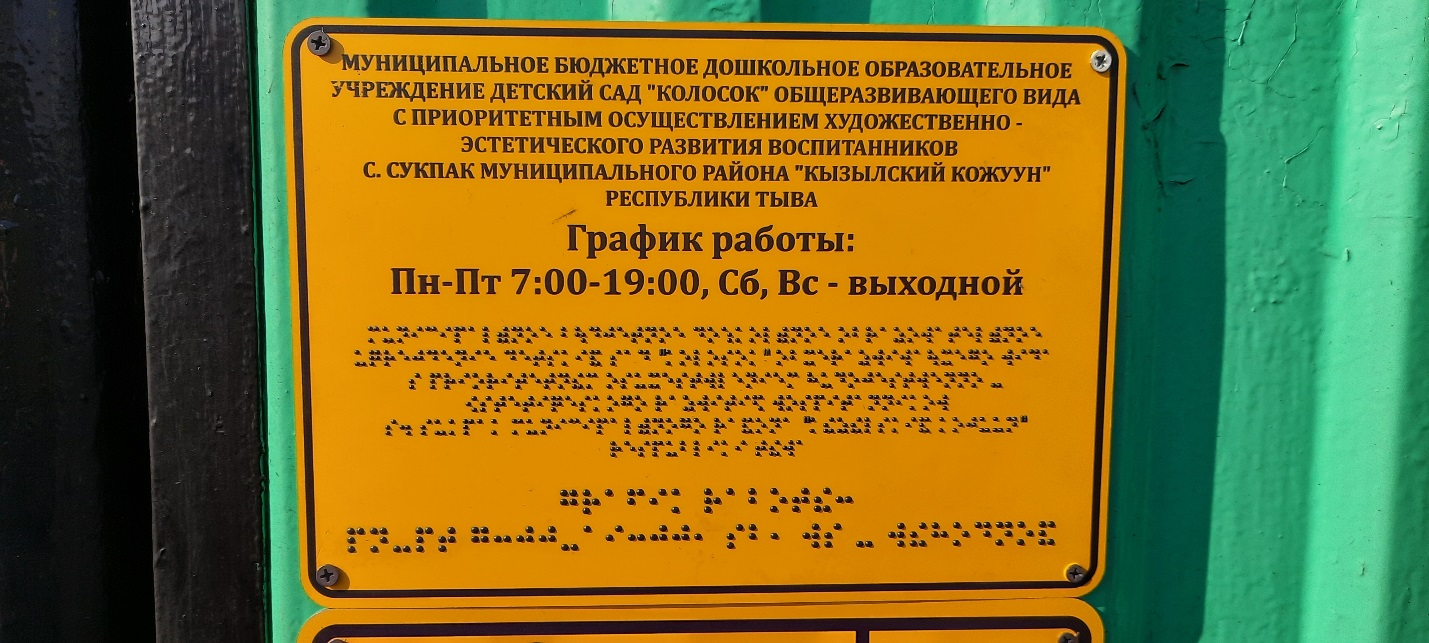 МУНИЦИПАЛЬНОЕ БЮДЖЕТНОЕ ДОШКОЛЬНОЕ ОБРАЗОВАТЕЛЬНОЕ
УЧРЕЖДЕНИЕ ДЕТСКИЙ САД "КОЛОСОК" ОБЩЕРАЗВИВАЮЩЕГО ВИДА
С ПРИОРИТЕТНЫМ ОСУЩЕСТВЛЕНИЕМ ХУДОЖЕСТВЕННО -
ЭСТЕТИЧЕСКОГО РАЗВИТИЯ ВОСПИТАННИКОВ
С. СУКПАК МУНИЦИПАЛЬНОГО РАЙОНА "КЫЗЫЛСКИЙ КОЖУУН"
РЕСПУБЛИКИ ТЫВА
График работы:
Пн-Пт 7:00-19:00, Сб, Вс - выходной